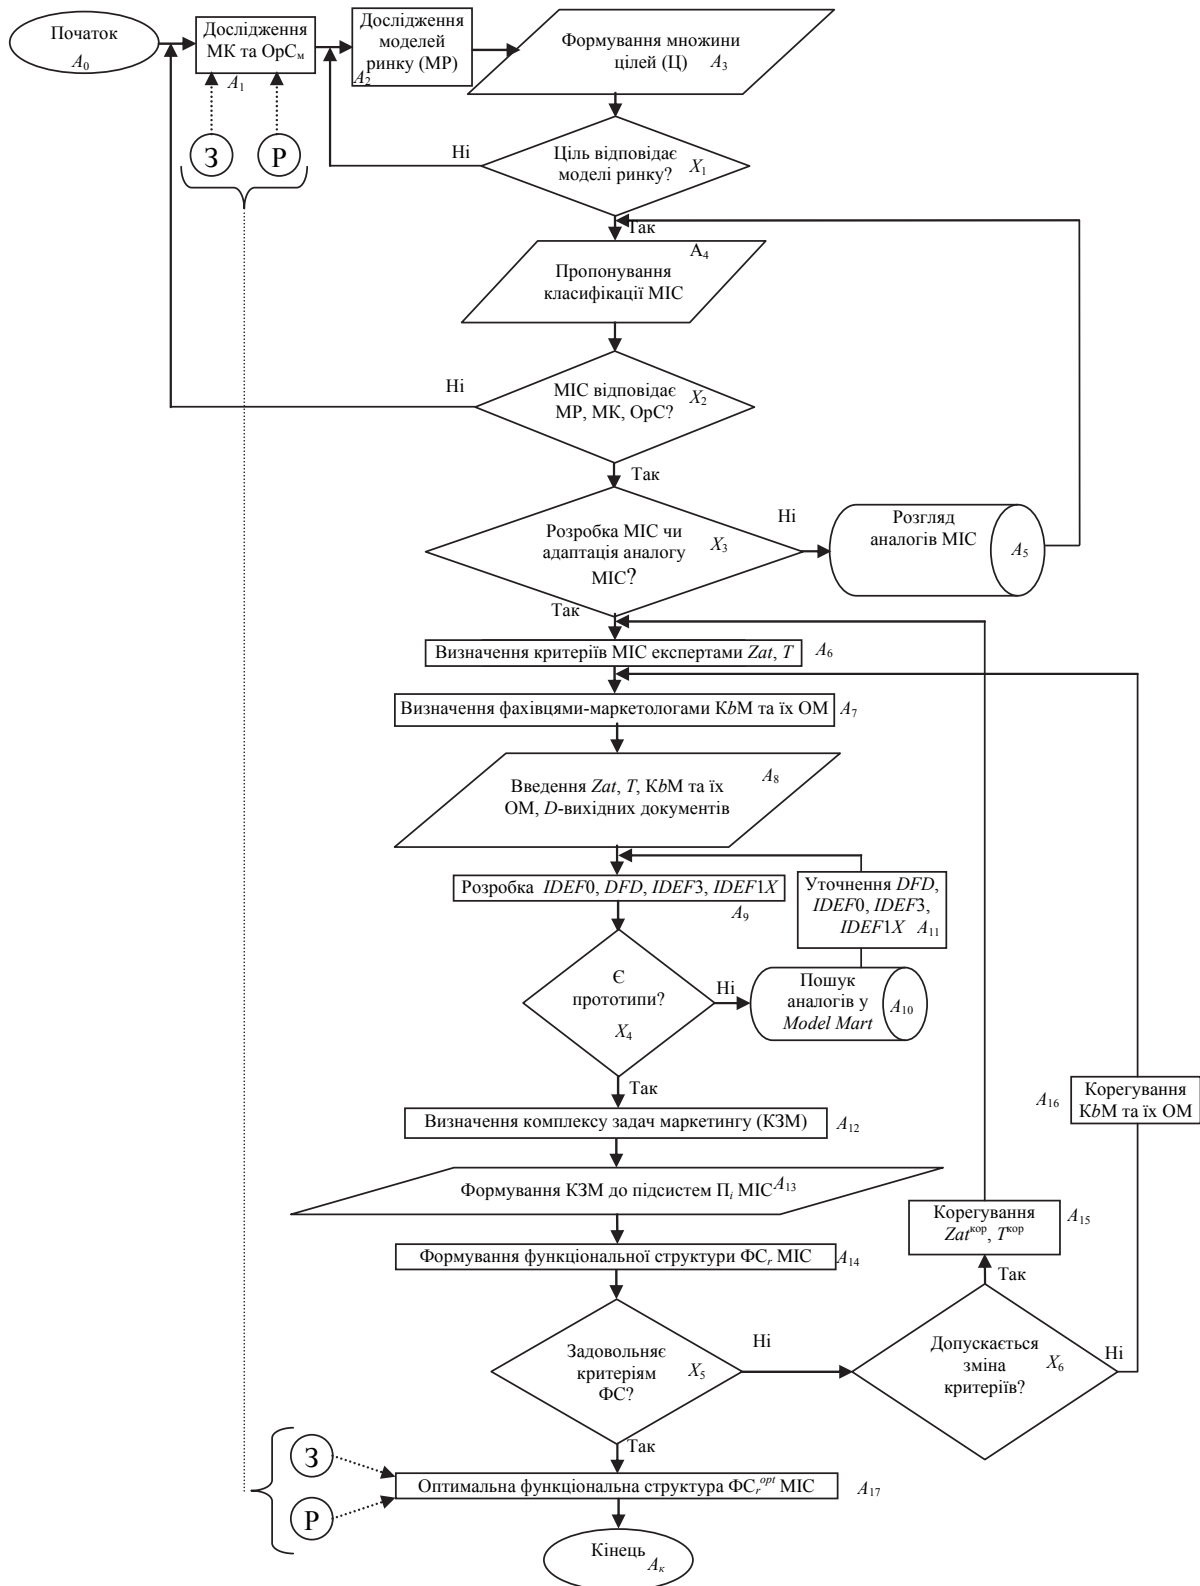 Початок
A₀
Дослідження
МК та ОрСм
A₁
Дослідження
моделей
ринку (МР)
A₂
Формування множини
цілей (Ц)
A₃
З
Р
Ні
Ціль відповідає
моделі ринку?
X₁
Так
A₄
Пропонування
класифікації МІС
Ні
МІС відповідає
МР, МК, ОрС?
X₂
Так
Розробка МІС чи
адаптація аналогу
МІС?
X₃
Ні
Розгляд
аналогів МІС
A₅
Так
Визначення критеріїв МІС експертами Zat, T
A₆
Визначення фахівцями-маркетологами КbМ та їх ОМ
A₇
A₈
Введення Zat, T, КbМ та їх
ОМ, D-вихідних документів
Розробка IDEF0, DFD, IDEF3, IDEF1X
A₉
Уточнення DFD,
IDEF0, IDEF3,
IDEF1X A₁₁
Є
прототипи?
X₄
Ні
Пошук
аналогів у
Model Mart
A₁₀
Так
Визначення комплексу задач маркетингу (КЗМ)
A₁₂
A₁₆
Корегування
КbМ та їх ОМ
Формування КЗМ до підсистем Пᵢ МІС
A₁₃
Корегування
Zatᵏᵒᵖ, Tᵏᵒᵖ
A₁₅
Формування функціональної структури ФСᵣ МІС
A₁₄
Так
Задовольняє
критеріям
ФС?
X₅
Ні
Допускається
зміна
критеріїв?
X₆
Ні
Так
З
Р
Оптимальна функціональна структура ФСᵣᵒᵖᵗ МІС
A₁₇
Кінець
Aк